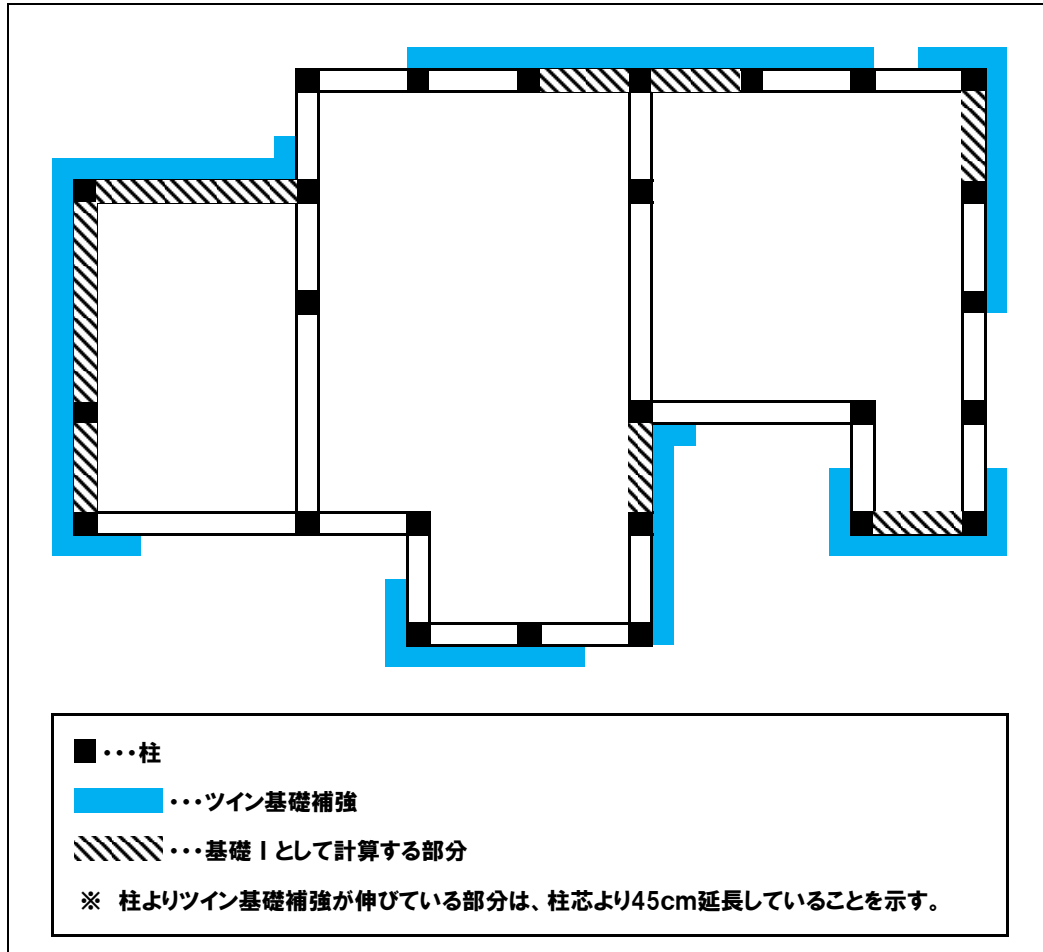 ■・・・柱
・・・ツイン基礎補強
・・・基礎Ⅰとして計算する部分
※ 柱よりツイン基礎補強が伸びている部分は、柱芯より45cm延長していることを示す。